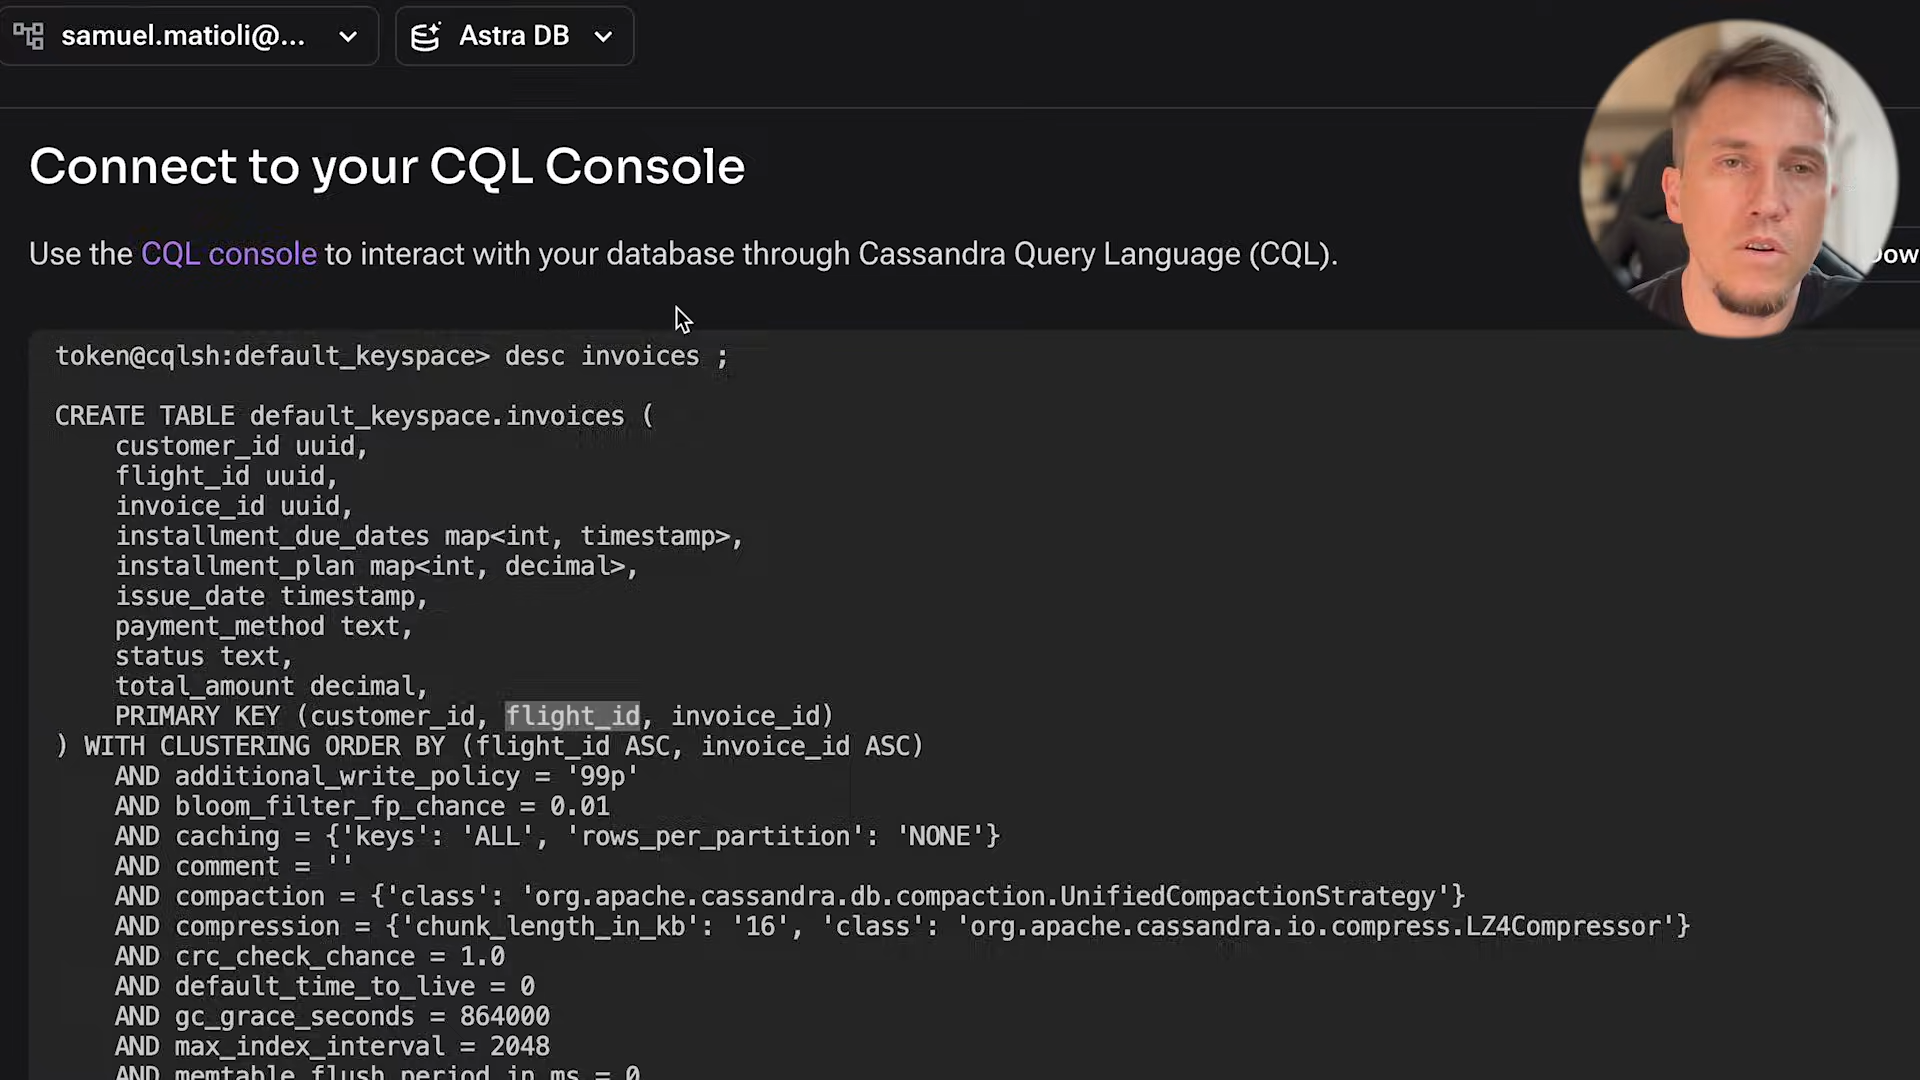 samuel.matioli@...
Astra DB
Connect to your CQL Console
Use the CQL console to interact with your database through Cassandra Query Language (CQL).
Dow
token@cqlsh:default_keyspace> desc invoices ;
CREATE TABLE default_keyspace.invoices (
customer_id uuid,
flight_id uuid,
invoice_id uuid,
installment_due_dates map<int, timestamp>,
installment_plan map<int, decimal>,
issue_date timestamp,
payment_method text,
status text,
total_amount decimal,
PRIMARY KEY (customer_id, flight_id, invoice_id)
) WITH CLUSTERING ORDER BY (flight_id ASC, invoice_id ASC)
AND additional_write_policy = '99p'
AND bloom_filter_fp_chance = 0.01
AND caching = {'keys': 'ALL', 'rows_per_partition': 'NONE'}
AND comment = ''
AND compaction = {'class': 'org.apache.cassandra.db.compaction.UnifiedCompactionStrategy'}
AND compression = {'chunk_length_in_kb': '16', 'class': 'org.apache.cassandra.io.compress.LZ4Compressor'}
AND crc_check_chance = 1.0
AND default_time_to_live = 0
AND gc_grace_seconds = 864000
AND max_index_interval = 2048
AND memtable_flush_period_in_ms = 0